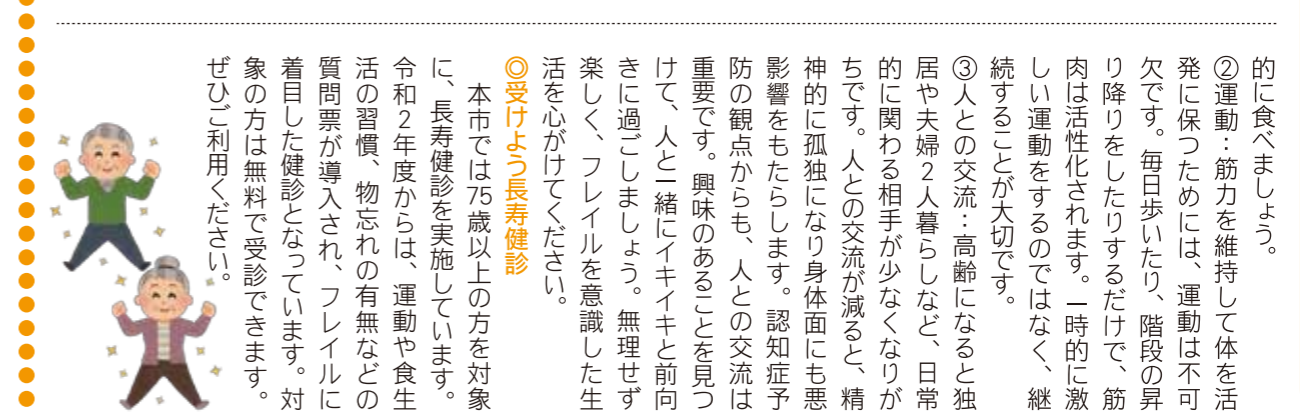 的に食べましょう。
②運動：筋力を維持して体を活
発に保つためには、運動は不可
欠です。毎日歩いたり、階段の昇
り降りをしたりするだけで、筋
肉は活性化されます。一時的に激
しい運動をするのではなく、継
続することが大切です。
③人との交流：高齢になると独
居や夫婦2人暮らしなど、日常
的に関わる相手が少なくなりが
ちです。人との交流が減ると、精
神的に孤独になり身体面にも悪
影響をもたらします。認知症予
防の観点からも、人との交流は
重要です。興味のあることを見つ
けて、人と一緒にイキイキと前向
きに過ごしましょう。無理せず
楽しく、フレイルを意識した生
活を心がけてください。
◎受けよう長寿健診
本市では75歳以上の方を対象
に、長寿健診を実施しています。
令和2年度からは、運動や食生
活の習慣、物忘れの有無などの
質問票が導入され、フレイルに
着目した健診となっています。対
象の方は無料で受診できます。
ぜひご利用ください。